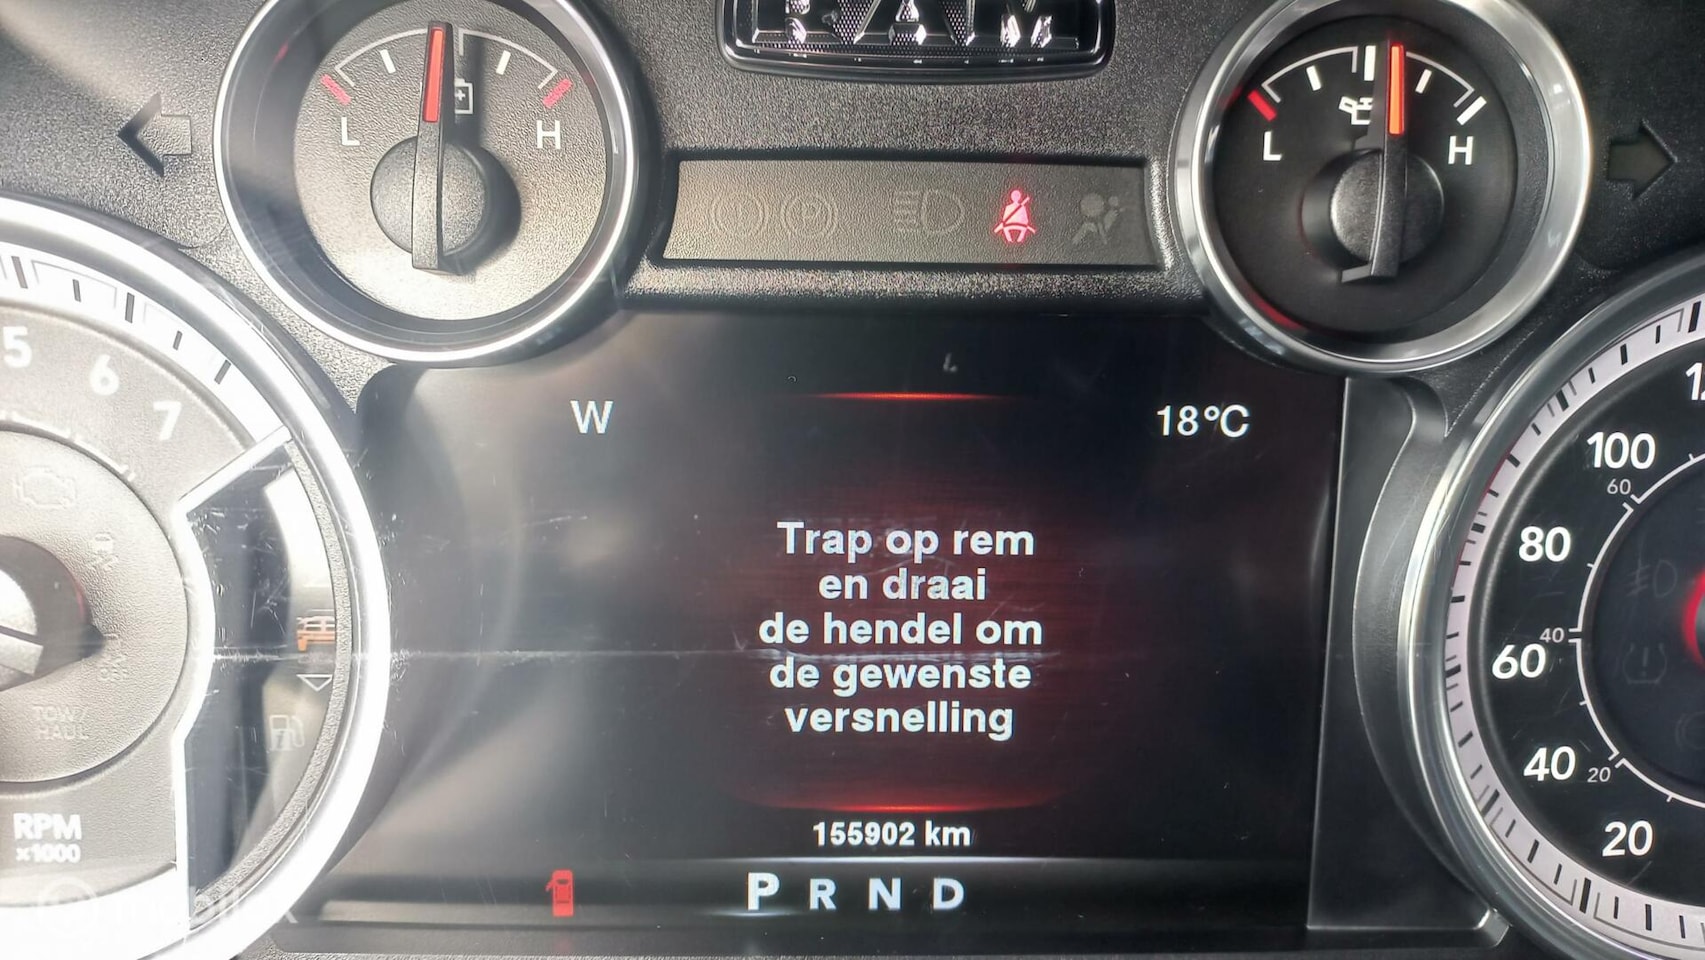 RAM
L H
L H
5 6 7
W 18°C
Trap op rem
en draai
de hendel om
de gewenste
versnelling
155902 km
P R N D
TOW/
HAUL
RPM
x1000
100
80
60
40
20
60
40
20